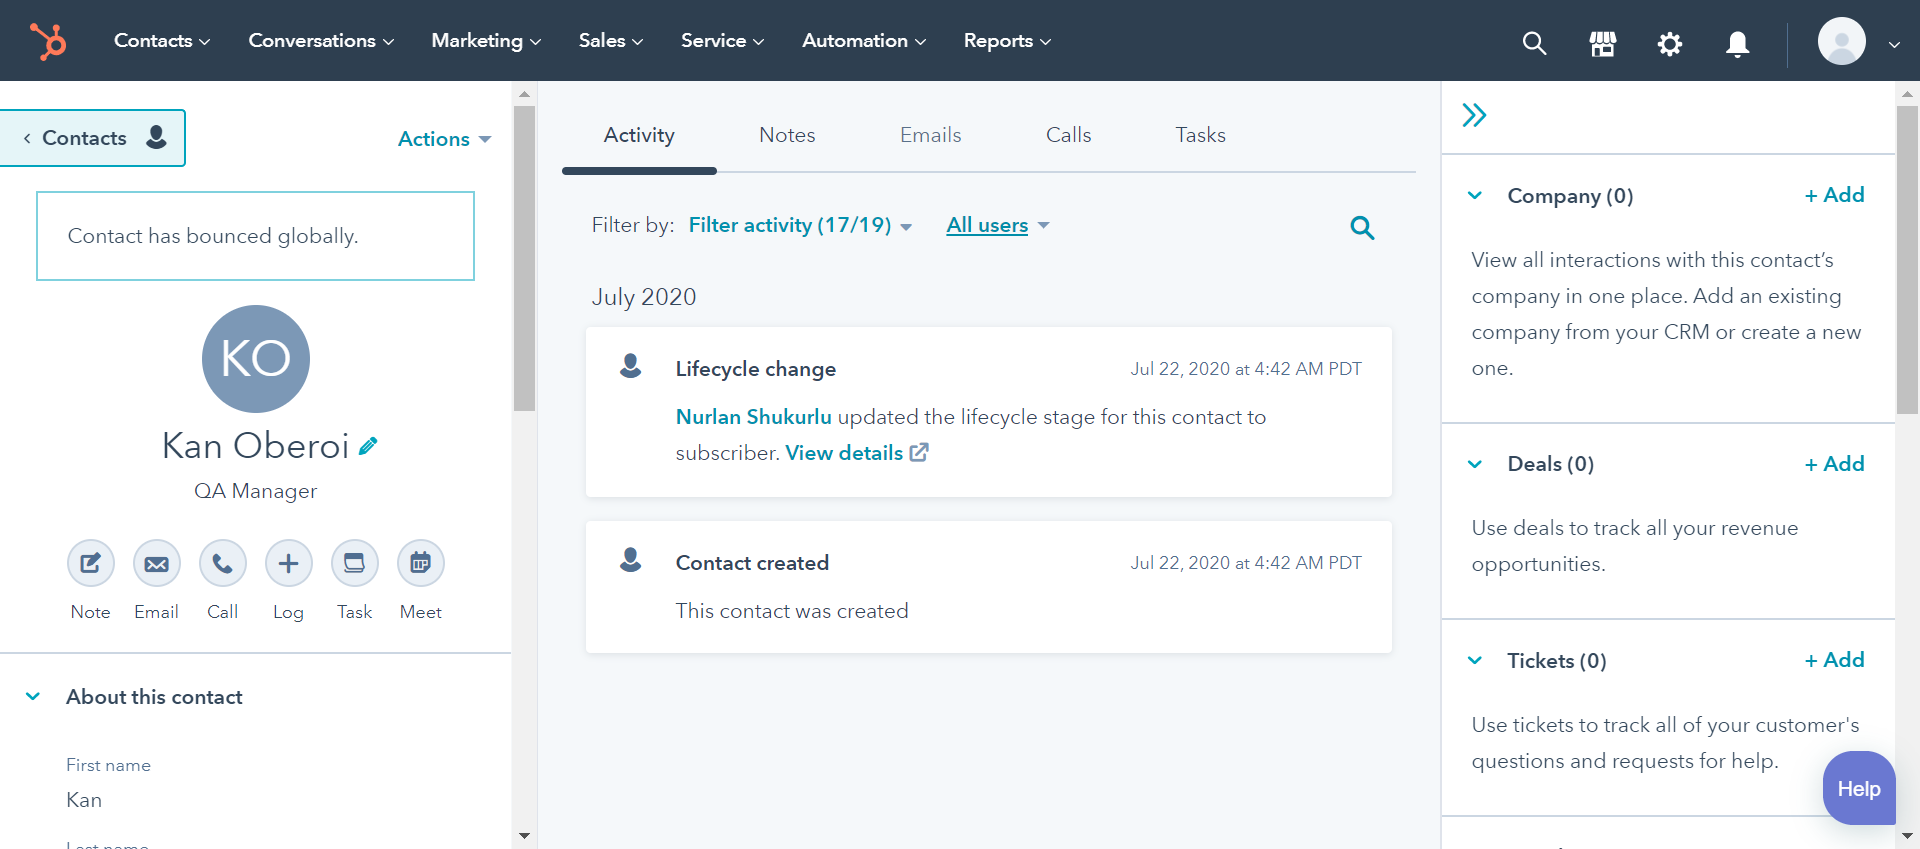 Contacts
Conversations
Marketing
Sales
Service
Automation
Reports
Contacts
Actions
Contact has bounced globally.
KO
Kan Oberoi
QA Manager
Note
Email
Call
Log
Task
Meet
About this contact
First name
Kan
Last name
Activity
Notes
Emails
Calls
Tasks
Filter by:
Filter activity (17/19)
All users
July 2020
Lifecycle change
Jul 22, 2020 at 4:42 AM PDT
Nurlan Shukurlu updated the lifecycle stage for this contact to
subscriber. View details
Contact created
Jul 22, 2020 at 4:42 AM PDT
This contact was created
Company (0)
+ Add
View all interactions with this contact’s
company in one place. Add an existing
company from your CRM or create a new
one.
Deals (0)
+ Add
Use deals to track all your revenue
opportunities.
Tickets (0)
+ Add
Use tickets to track all of your customer's
questions and requests for help.
Help